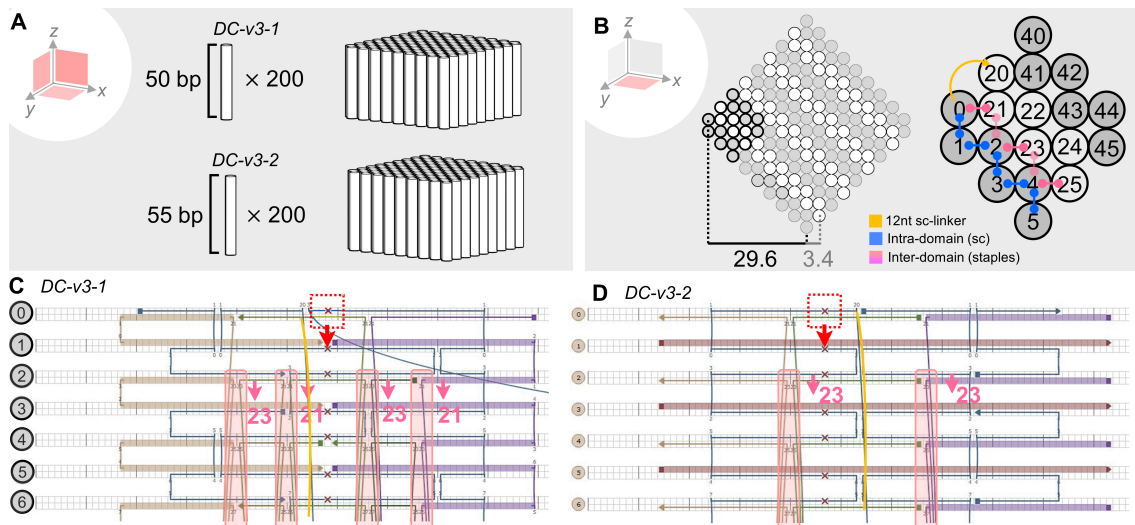 A
z
x
y
DC-v3-1
50 bp
× 200
DC-v3-2
55 bp
× 200
B
z
x
y
29.6
3.4
40
20 41 42
0 21 22 43 44
1 2 23 24 45
3 4 25
5
12nt sc-linker
Intra-domain (sc)
Inter-domain (staples)
C DC-v3-1
0
1
2
3
4
5
6
23 21 23 21
D DC-v3-2
0
1
2
3
4
5
6
20
23 23